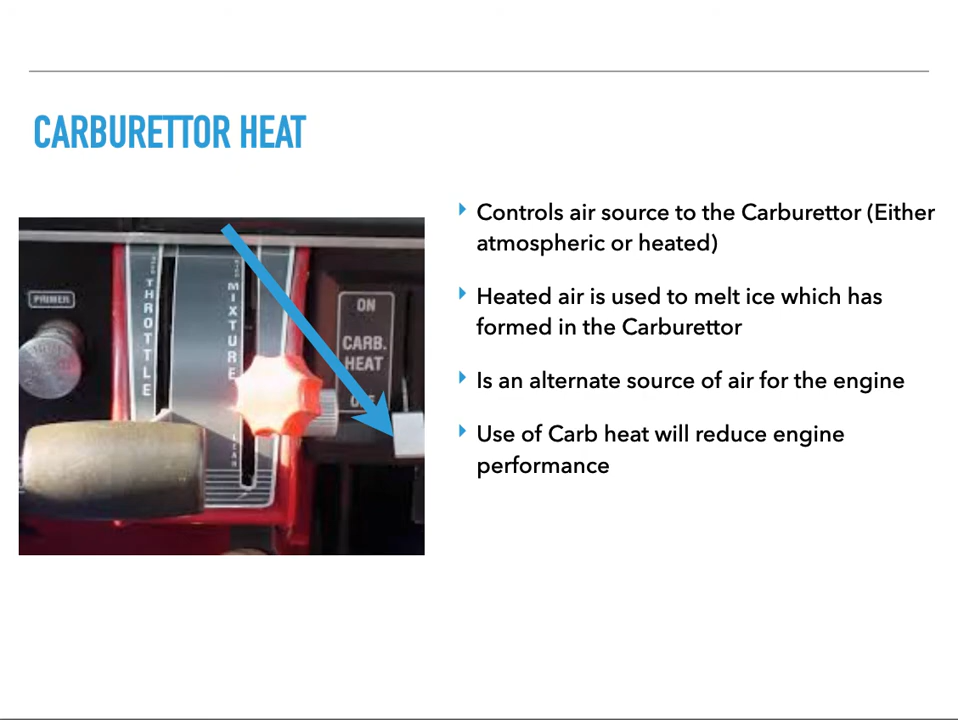 CARBURETTOR HEAT
Controls air source to the Carburettor (Either
atmospheric or heated)
Heated air is used to melt ice which has
formed in the Carburettor
Is an alternate source of air for the engine
Use of Carb heat will reduce engine
performance
PRIMER
THROTTLE
MIXTURE
LEAN
ON
CARB.
HEAT